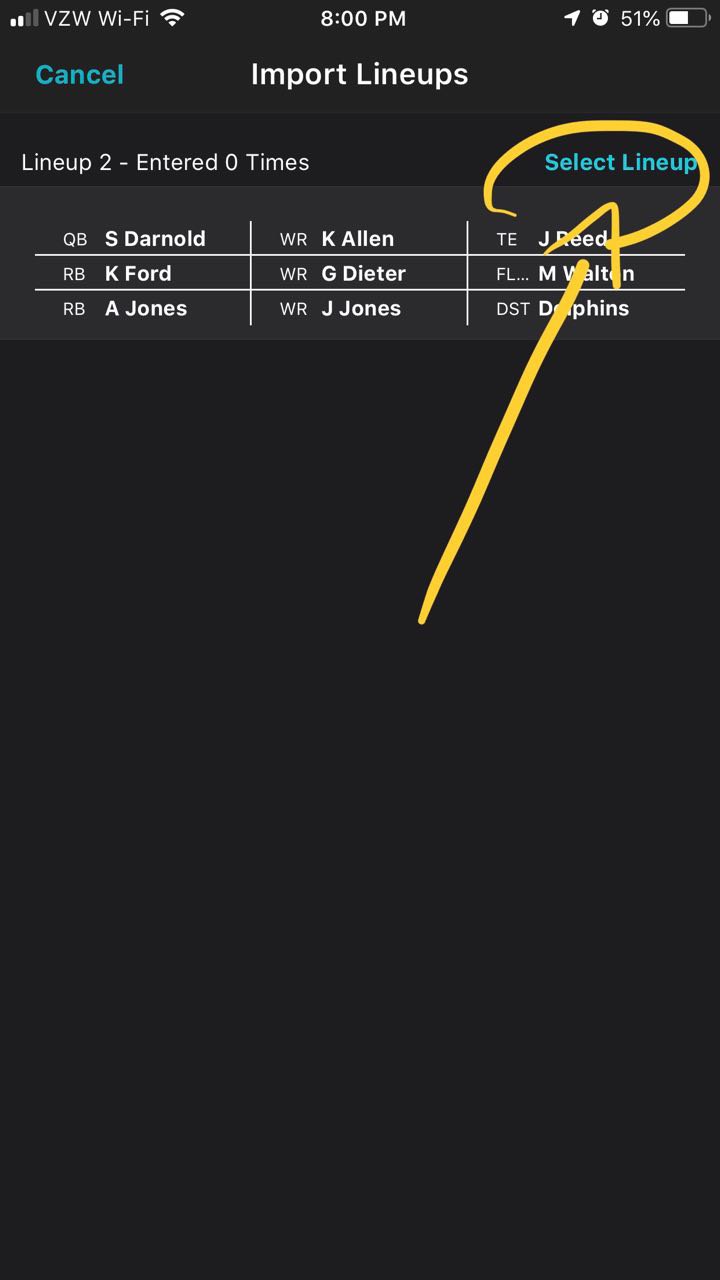 VZW Wi-Fi 8:00 PM 51%
Cancel Import Lineups
Lineup 2 - Entered 0 Times Select Lineup
QB S Darnold WR K Allen TE J Reed
RB K Ford WR G Dieter FL... M Walton
RB A Jones WR J Jones DST Dolphins